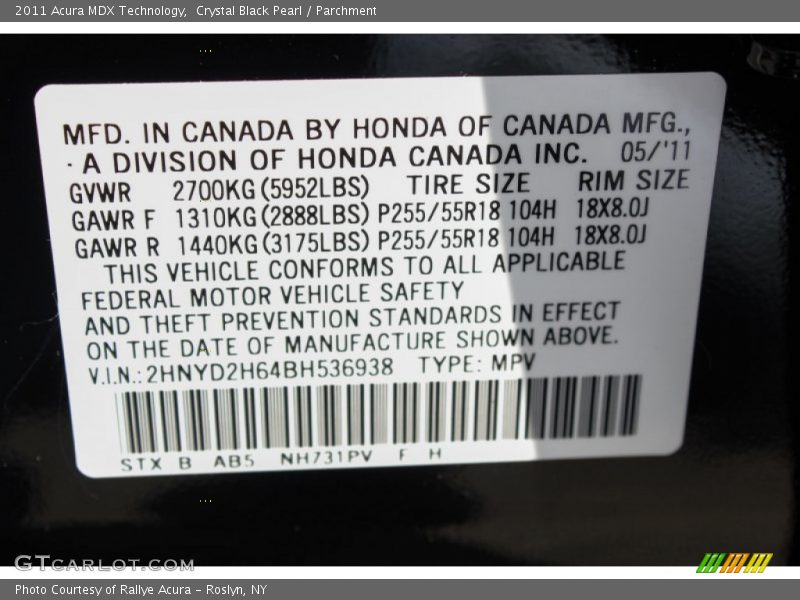 2011 Acura MDX Technology, Crystal Black Pearl / Parchment
MFD. IN CANADA BY HONDA OF CANADA MFG.,
· A DIVISION OF HONDA CANADA INC. 05/'11
GVWR 2700KG(5952LBS) TIRE SIZE RIM SIZE
GAWR F 1310KG(2888LBS) P255/55R18 104H 18X8.0J
GAWR R 1440KG(3175LBS) P255/55R18 104H 18X8.0J
THIS VEHICLE CONFORMS TO ALL APPLICABLE
FEDERAL MOTOR VEHICLE SAFETY
AND THEFT PREVENTION STANDARDS IN EFFECT
ON THE DATE OF MANUFACTURE SHOWN ABOVE.
V.I.N.: 2HNYD2H64BH536938 TYPE: MPV
STX B AB5 NH731PV F H
GTCARLOT.COM
Photo Courtesy of Rallye Acura - Roslyn, NY